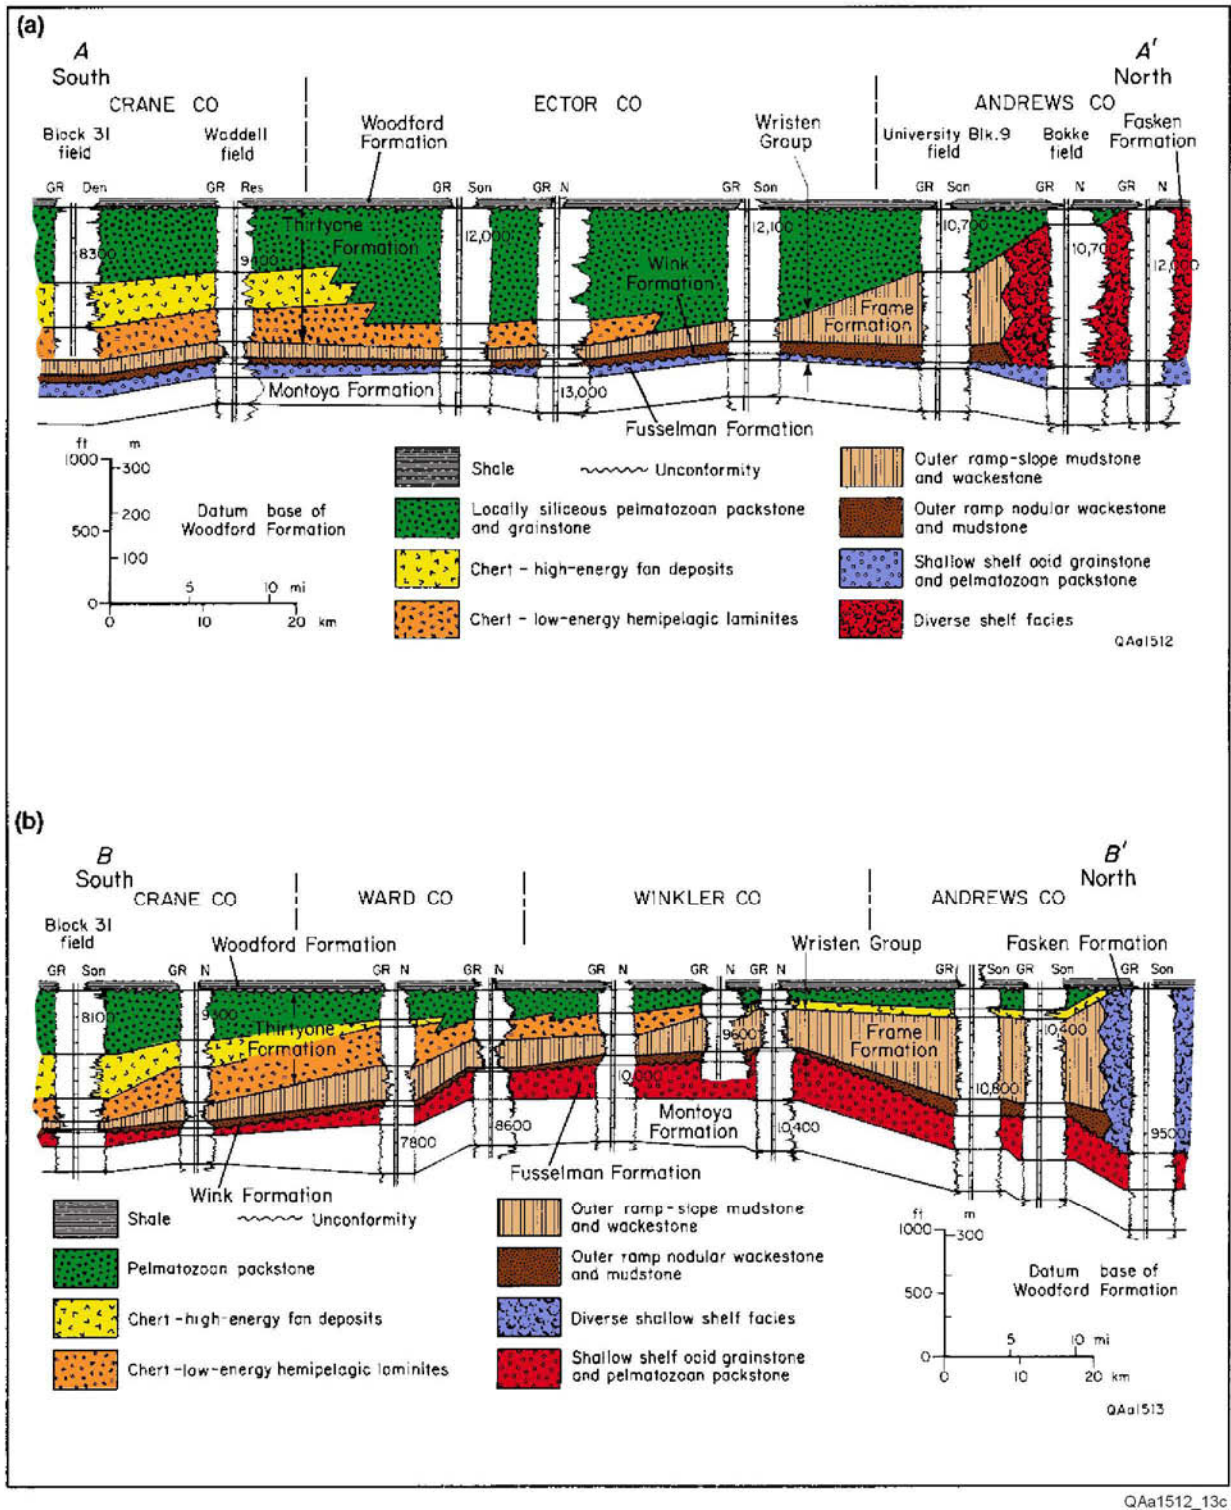 (a)
A
South
A'
North
CRANE CO
ECTOR CO
ANDREWS CO
Block 31
field
Waddell
field
Woodford
Formation
Wristen
Group
University Blk.9
field
Bakke
field
Fasken
Formation
GR Den GR Res GR Son GR N GR Son GR Son GR N GR N
Thirtyone
Formation
8300
9400
12,000
13,000
12,100
10,700
10,700
12,000
Wink
Formation
Frame
Formation
Montoya Formation
Fusselman Formation
ft m
1000
300
200
500
100
0
Datum base of
Woodford Formation
5 10 mi
0 10 20 km
Shale
Unconformity
Locally siliceous pelmatozoan packstone
and grainstone
Chert - high-energy fan deposits
Chert - low-energy hemipelagic laminites
Outer ramp-slope mudstone
and wackestone
Outer ramp nodular wackestone
and mudstone
Shallow shelf ooid grainstone
and pelmatozoan packstone
Diverse shelf facies
QAa1512
(b)
B
South
B'
North
CRANE CO
WARD CO
WINKLER CO
ANDREWS CO
Block 31
field
Woodford Formation
Wristen Group
Fasken Formation
GR Son GR N GR N GR N GR N N GR N GR Son GR Son GR Son
8100
9400
Thirtyone
Formation
7800
8600
10,000
9600
10,400
Frame
Formation
10,800
10,400
9500
Montoya
Formation
Fusselman Formation
Wink Formation
Shale
Unconformity
Pelmatozoan packstone
Chert -high-energy fan deposits
Chert-low-energy hemipelagic laminites
Outer ramp-slope mudstone
and wackestone
Outer ramp nodular wackestone
and mudstone
Diverse shallow shelf facies
Shallow shelf ooid grainstone
and pelmatozoan packstone
ft m
1000
300
500
0
Datum base of
Woodford Formation
5 10 mi
0 10 20 km
QAa1513
QAa1512_13c